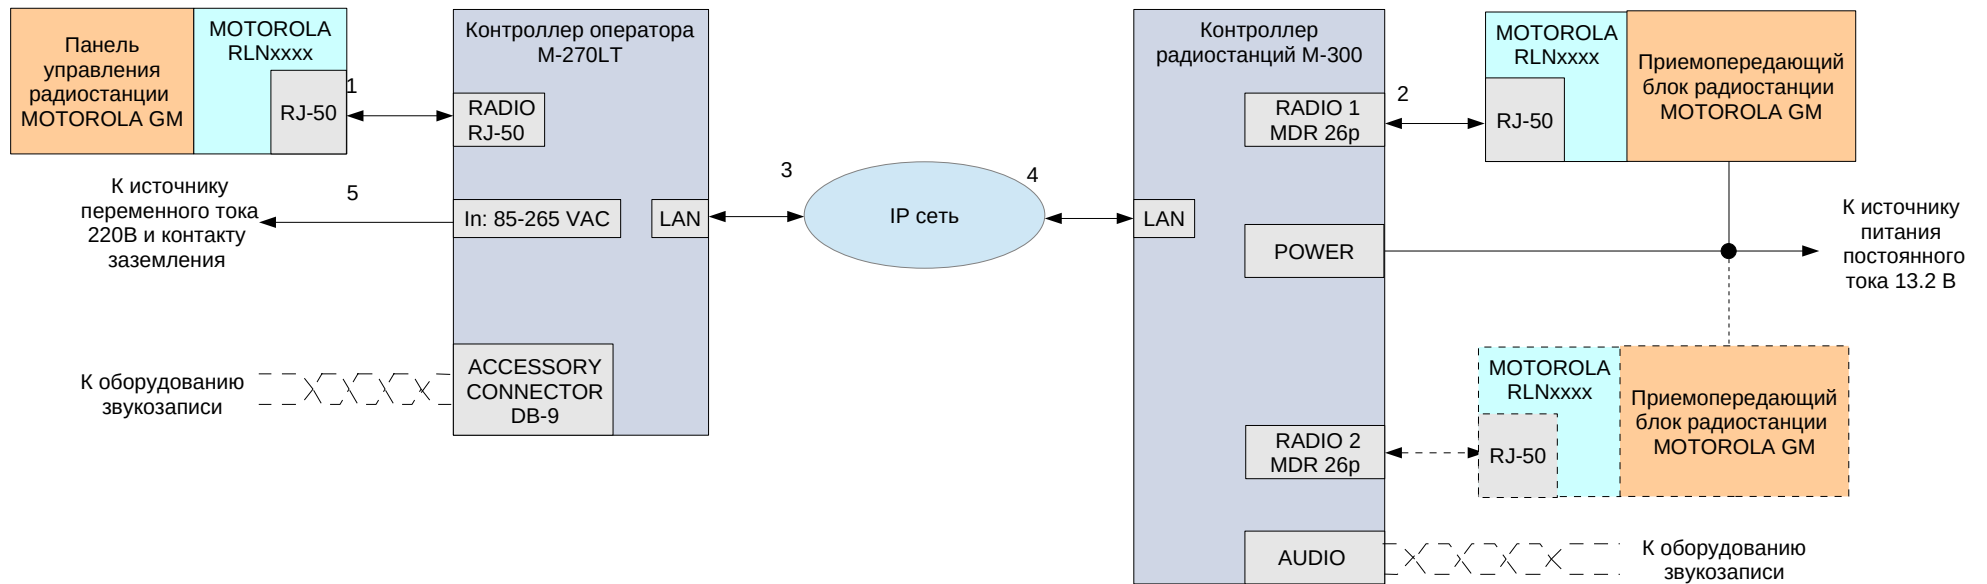 Панель
управления
радиостанции
MOTOROLA GM
MOTOROLA
RLNxxxx
RJ-50
1
Контроллер оператора
M-270LT
RADIO
RJ-50
In: 85-265 VAC
LAN
ACCESSORY
CONNECTOR
DB-9
5
К источнику
переменного тока
220В и контакту
заземления
К оборудованию
звукозаписи
3
IP сеть
4
Контроллер
радиостанций М-300
RADIO 1
MDR 26p
LAN
POWER
RADIO 2
MDR 26p
AUDIO
2
MOTOROLA
RLNxxxx
RJ-50
Приемопередающий
блок радиостанции
MOTOROLA GM
К источнику
питания
постоянного
тока 13.2 В
MOTOROLA
RLNxxxx
RJ-50
Приемопередающий
блок радиостанции
MOTOROLA GM
К оборудованию
звукозаписи